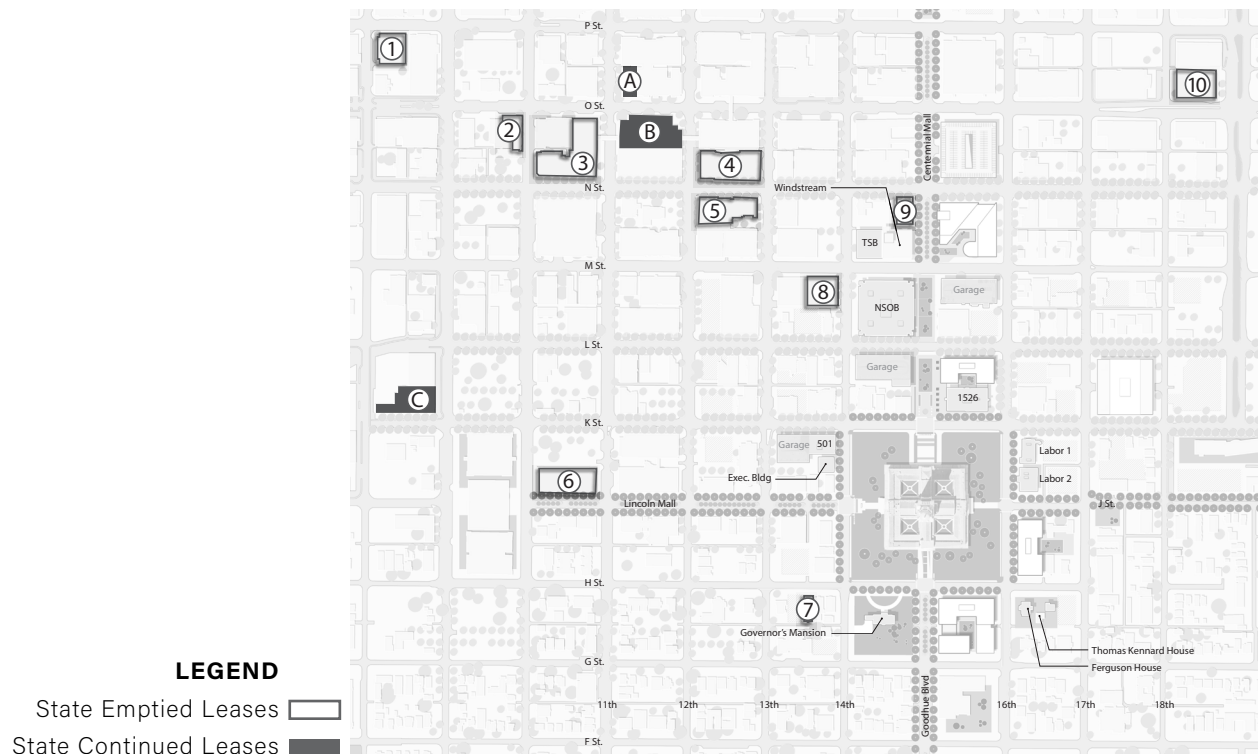 P St.
1
A
10
O St.
2
B
3
4
N St.
Centennial Mall
Windstream
5
9
TSB
M St.
8
Garage
NSOB
L St.
Garage
C
1526
K St.
Garage 501
Labor 1
Exec. Bldg
Labor 2
6
Lincoln Mall
J St.
H St.
7
Governor's Mansion
Thomas Kennard House
G St.
Ferguson House
LEGEND
State Emptied Leases
State Continued Leases
11th 12th 13th 14th 16th 17th 18th
Goodhue Blvd
F St.